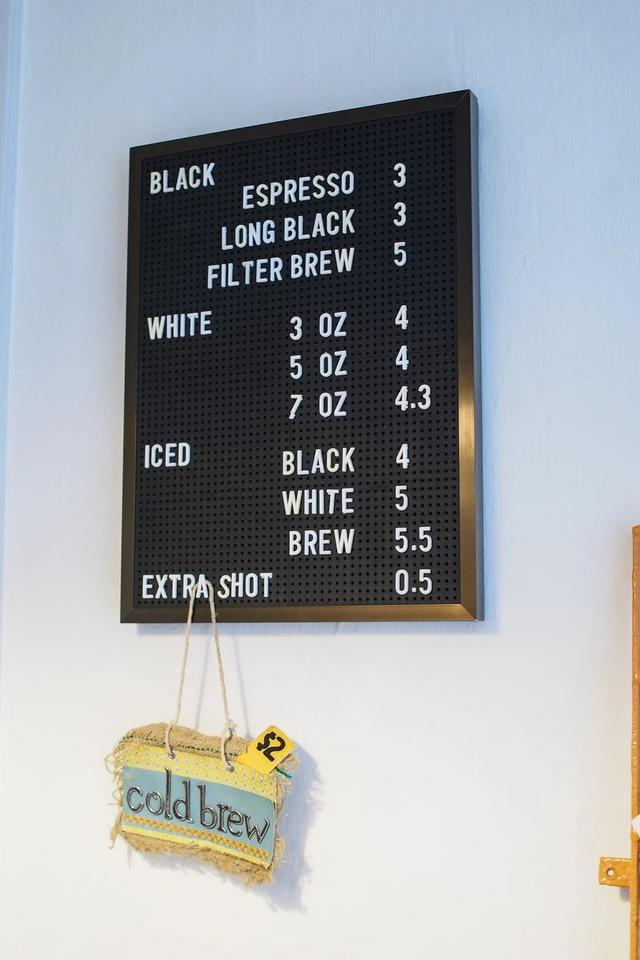 BLACK
ESPRESSO 3
LONG BLACK 3
FILTER BREW 5
WHITE
3 OZ 4
5 OZ 4
7 OZ 4.3
ICED
BLACK 4
WHITE 5
BREW 5.5
EXTRA SHOT 0.5
$2
cold brew